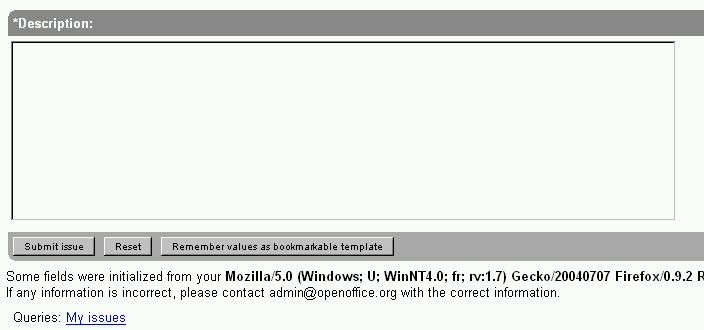 *Description:
Submit issue Reset Remember values as bookmarkable template
Some fields were initialized from your Mozilla/5.0 (Windows; U; WinNT4.0; fr; rv:1.7) Gecko/20040707 Firefox/0.9.2
If any information is incorrect, please contact admin@openoffice.org with the correct information.
Queries: My issues